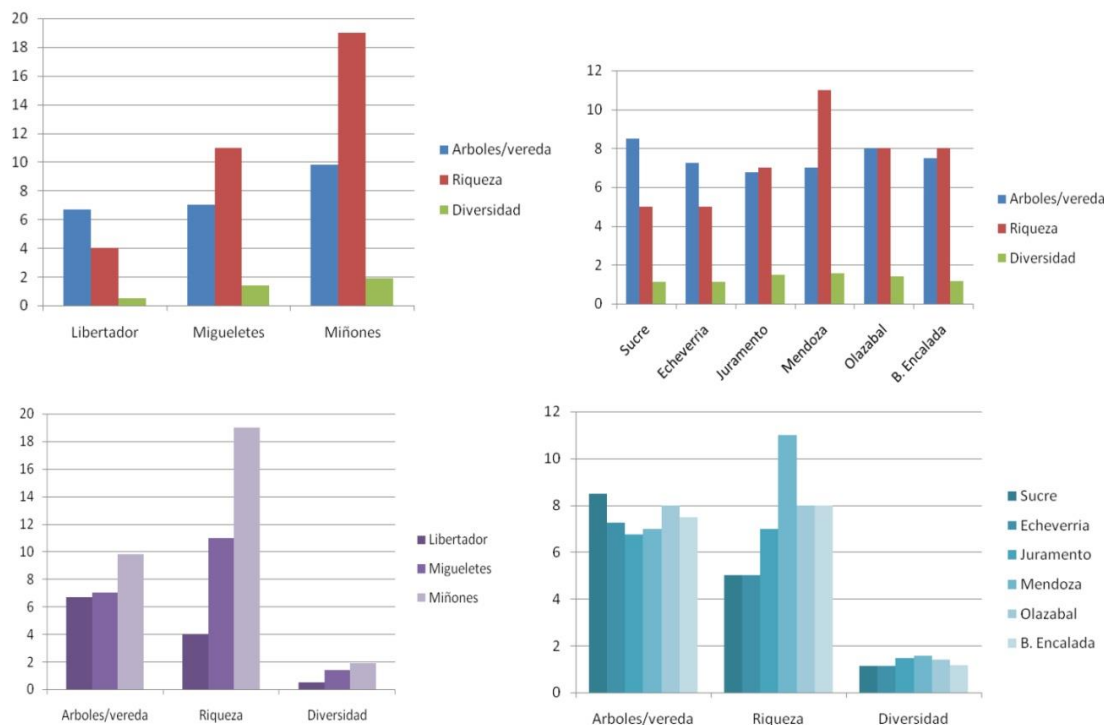 20
18
16
14
12
10
8
6
4
2
0
Libertador Migueletes Miñones
Arboles/vereda
Riqueza
Diversidad
12
10
8
6
4
2
0
Sucre Echeverria Juramento Mendoza Olazabal B. Encalada
Arboles/vereda
Riqueza
Diversidad
20
18
16
14
12
10
8
6
4
2
0
Arboles/vereda Riqueza Diversidad
Libertador
Migueletes
Miñones
12
10
8
6
4
2
0
Arboles/vereda Riqueza Diversidad
Sucre
Echeverria
Juramento
Mendoza
Olazabal
B. Encalada